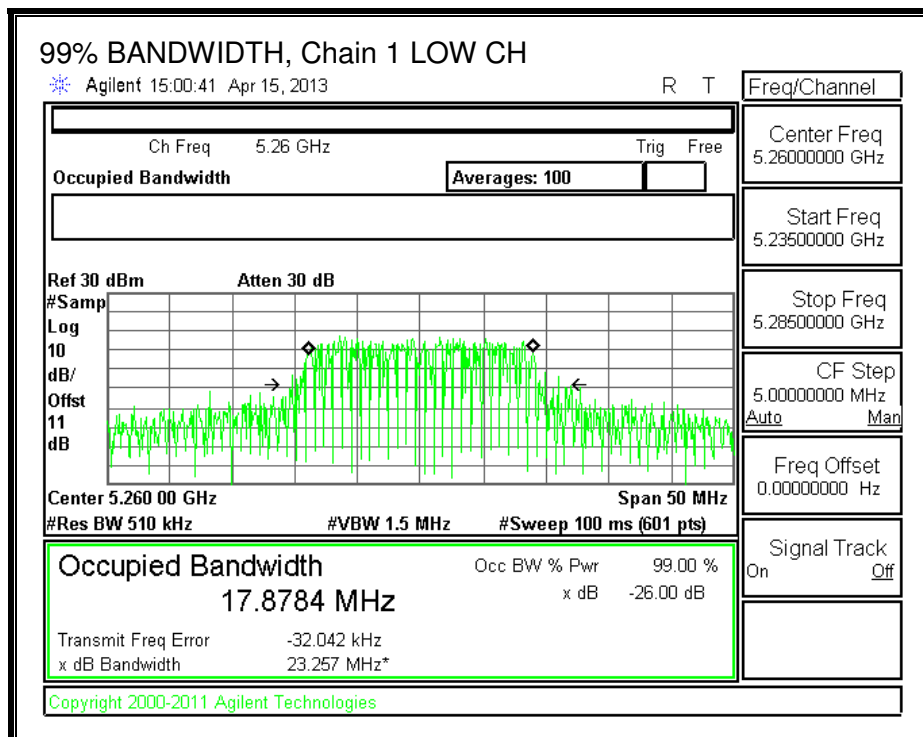 99% BANDWIDTH, Chain 1 LOW CH
Agilent 15:00:41 Apr 15, 2013 R T
Ch Freq 5.26 GHz Trig Free
Occupied Bandwidth Averages: 100
Ref 30 dBm Atten 30 dB
#Samp
Log
10
dB/
Offst
11
dB
Center 5.260 00 GHz Span 50 MHz
#Res BW 510 kHz #VBW 1.5 MHz #Sweep 100 ms (601 pts)
Occupied Bandwidth Occ BW % Pwr 99.00 %
17.8784 MHz x dB -26.00 dB
Transmit Freq Error -32.042 kHz
x dB Bandwidth 23.257 MHz*
Copyright 2000-2011 Agilent Technologies
Freq/Channel
Center Freq
5.26000000 GHz
Start Freq
5.23500000 GHz
Stop Freq
5.28500000 GHz
CF Step
5.00000000 MHz
Auto Man
Freq Offset
0.00000000 Hz
Signal Track
On Off